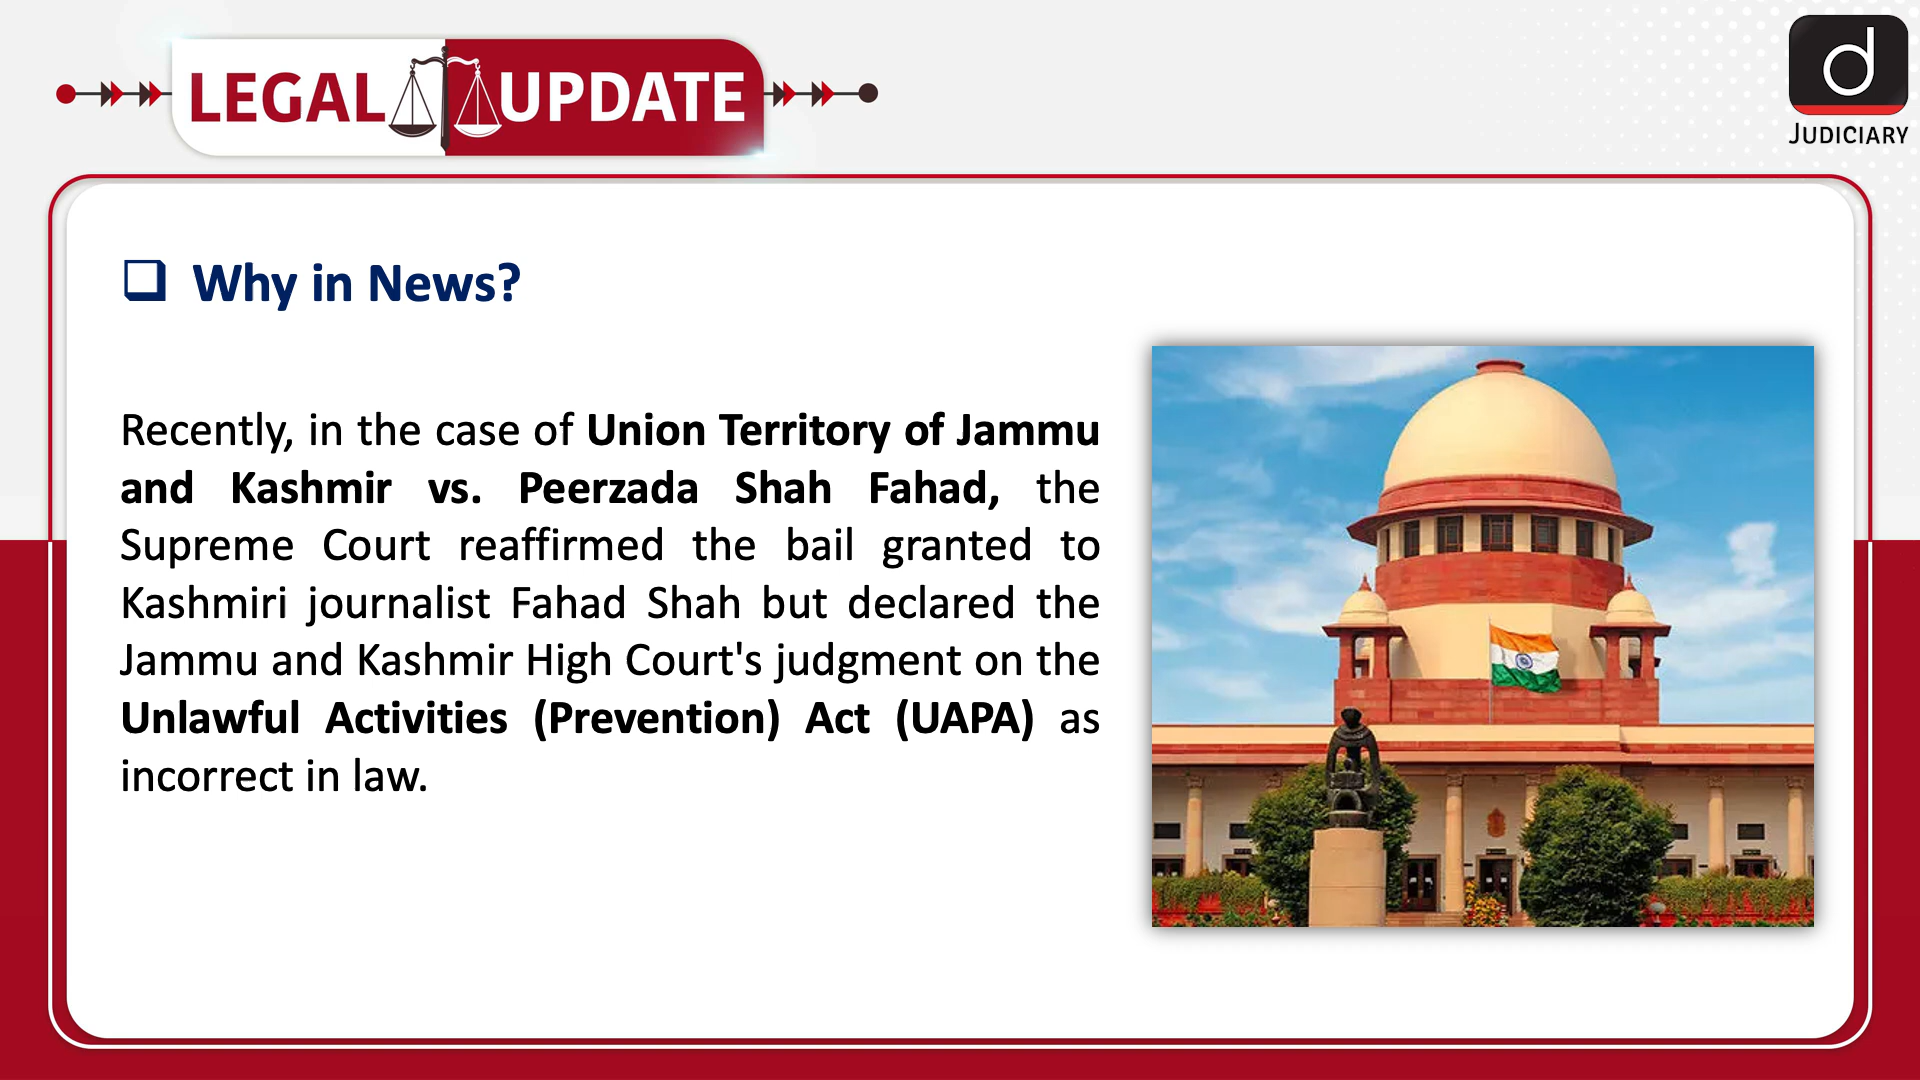 LEGAL UPDATE
d
JUDICIARY
Why in News?
Recently, in the case of Union Territory of Jammu
and Kashmir vs. Peerzada Shah Fahad, the
Supreme Court reaffirmed the bail granted to
Kashmiri journalist Fahad Shah but declared the
Jammu and Kashmir High Court's judgment on the
Unlawful Activities (Prevention) Act (UAPA) as
incorrect in law.